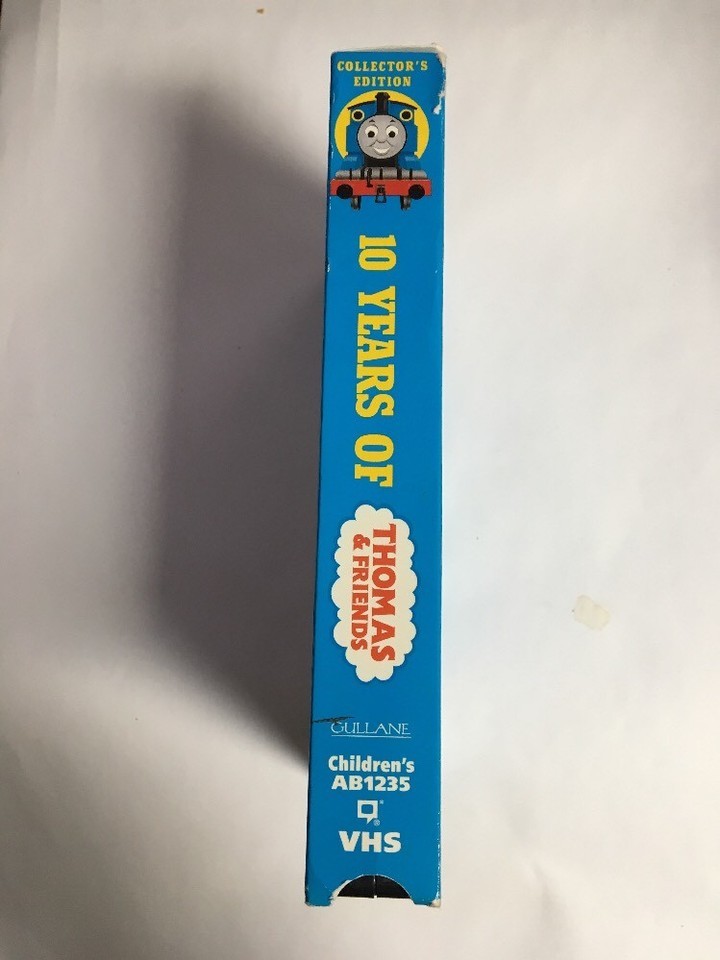 COLLECTOR'S
EDITION
10 YEARS OF
THOMAS
& FRIENDS
GULLANE
Children's
AB1235
®
VHS